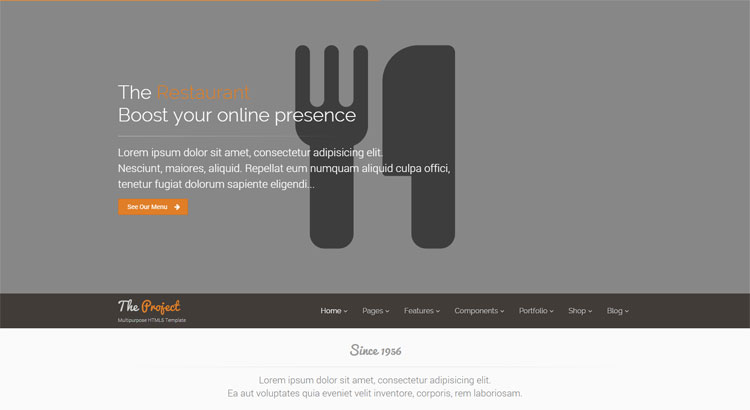 The Restaurant
Boost your online presence
Lorem ipsum dolor sit amet, consectetur adipisicing elit.
Nesciunt, maiores, aliquid. Repellat eum numquam aliquid culpa offici,
tenetur fugiat dolorum sapiente eligendi...
See Our Menu
The Project
Multipurpose HTML5 Template
Home Pages Features Components Portfolio Shop Blog
Since 1956
Lorem ipsum dolor sit amet, consectetur adipisicing elit.
Ea aut voluptates quia eveniet velit inventore, corporis, rem laboriosam.